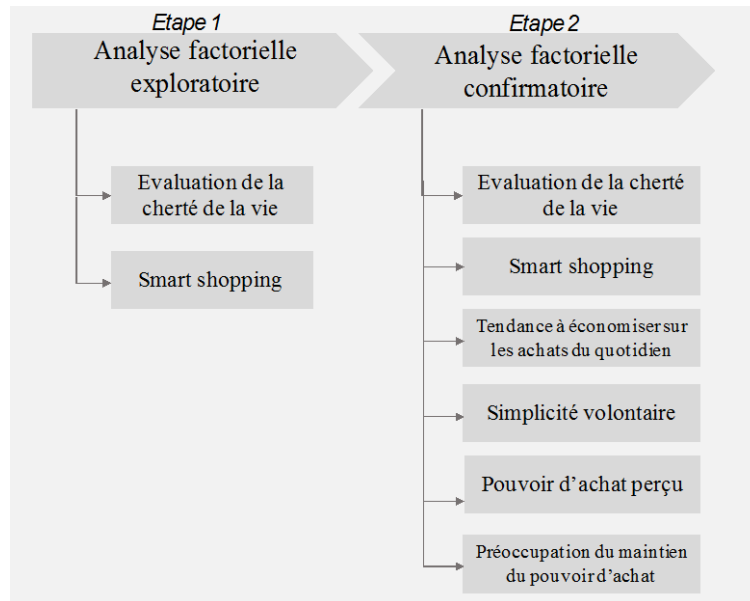 Etape 1
Analyse factorielle
exploratoire
Evaluation de la
cherté de la vie
Smart shopping
Etape 2
Analyse factorielle
confirmatoire
Evaluation de la cherté
de la vie
Smart shopping
Tendance à économiser sur
les achats du quotidien
Simplicité volontaire
Pouvoir d’achat perçu
Préoccupation du maintien
du pouvoir d’achat